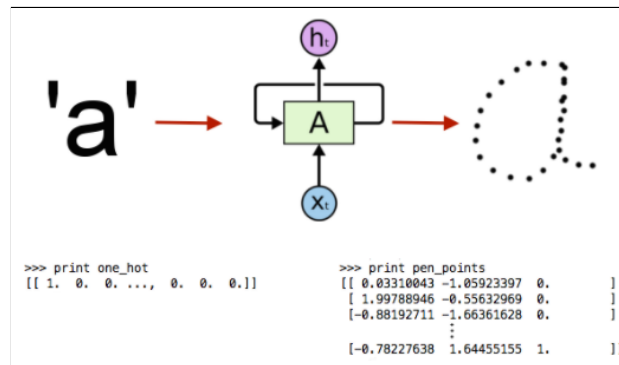 'a'
hₜ
A
xₜ
>>> print one_hot
[[ 1. 0. 0. ..., 0. 0. 0.]]
>>> print pen_points
[[ 0.03310043 -1.05923397 0. ]
[ 1.99788946 -0.55632969 0. ]
[-0.88192711 -1.66361628 0. ]
⋮
[-0.78227638 1.64455155 1. ]]